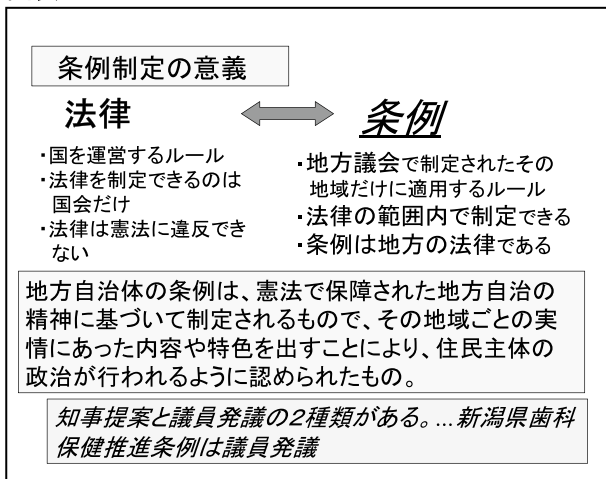 条例制定の意義
法律
条例
・国を運営するルール
・法律を制定できるのは
国会だけ
・法律は憲法に違反でき
ない
・地方議会で制定されたその
地域だけに適用するルール
・法律の範囲内で制定できる
・条例は地方の法律である
地方自治体の条例は、憲法で保障された地方自治の
精神に基づいて制定されるもので、その地域ごとの実
情にあった内容や特色を出すことにより、住民主体の
政治が行われるように認められたもの。
知事提案と議員発議の2種類がある。…新潟県歯科
保健推進条例は議員発議